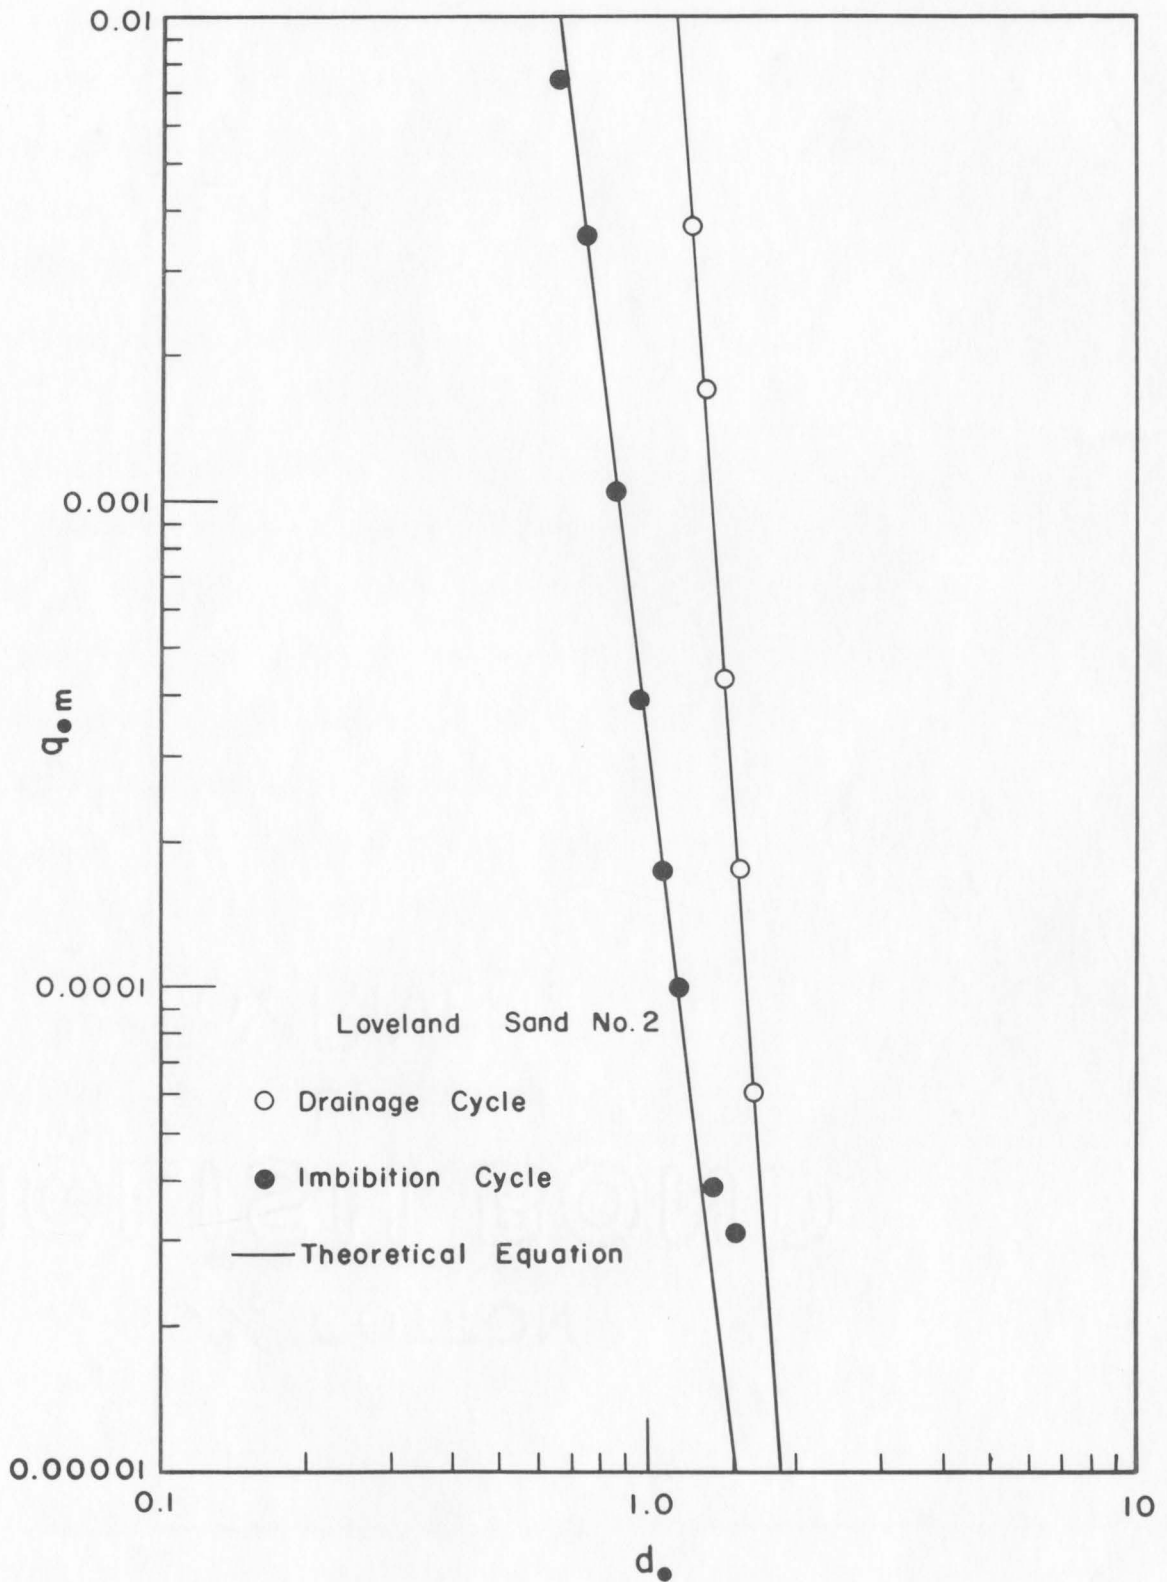 0.01
0.001
q.m
0.0001
Loveland Sand No. 2
Drainage Cycle
Imbibition Cycle
Theoretical Equation
0.00001
0.1
1.0
10
d.